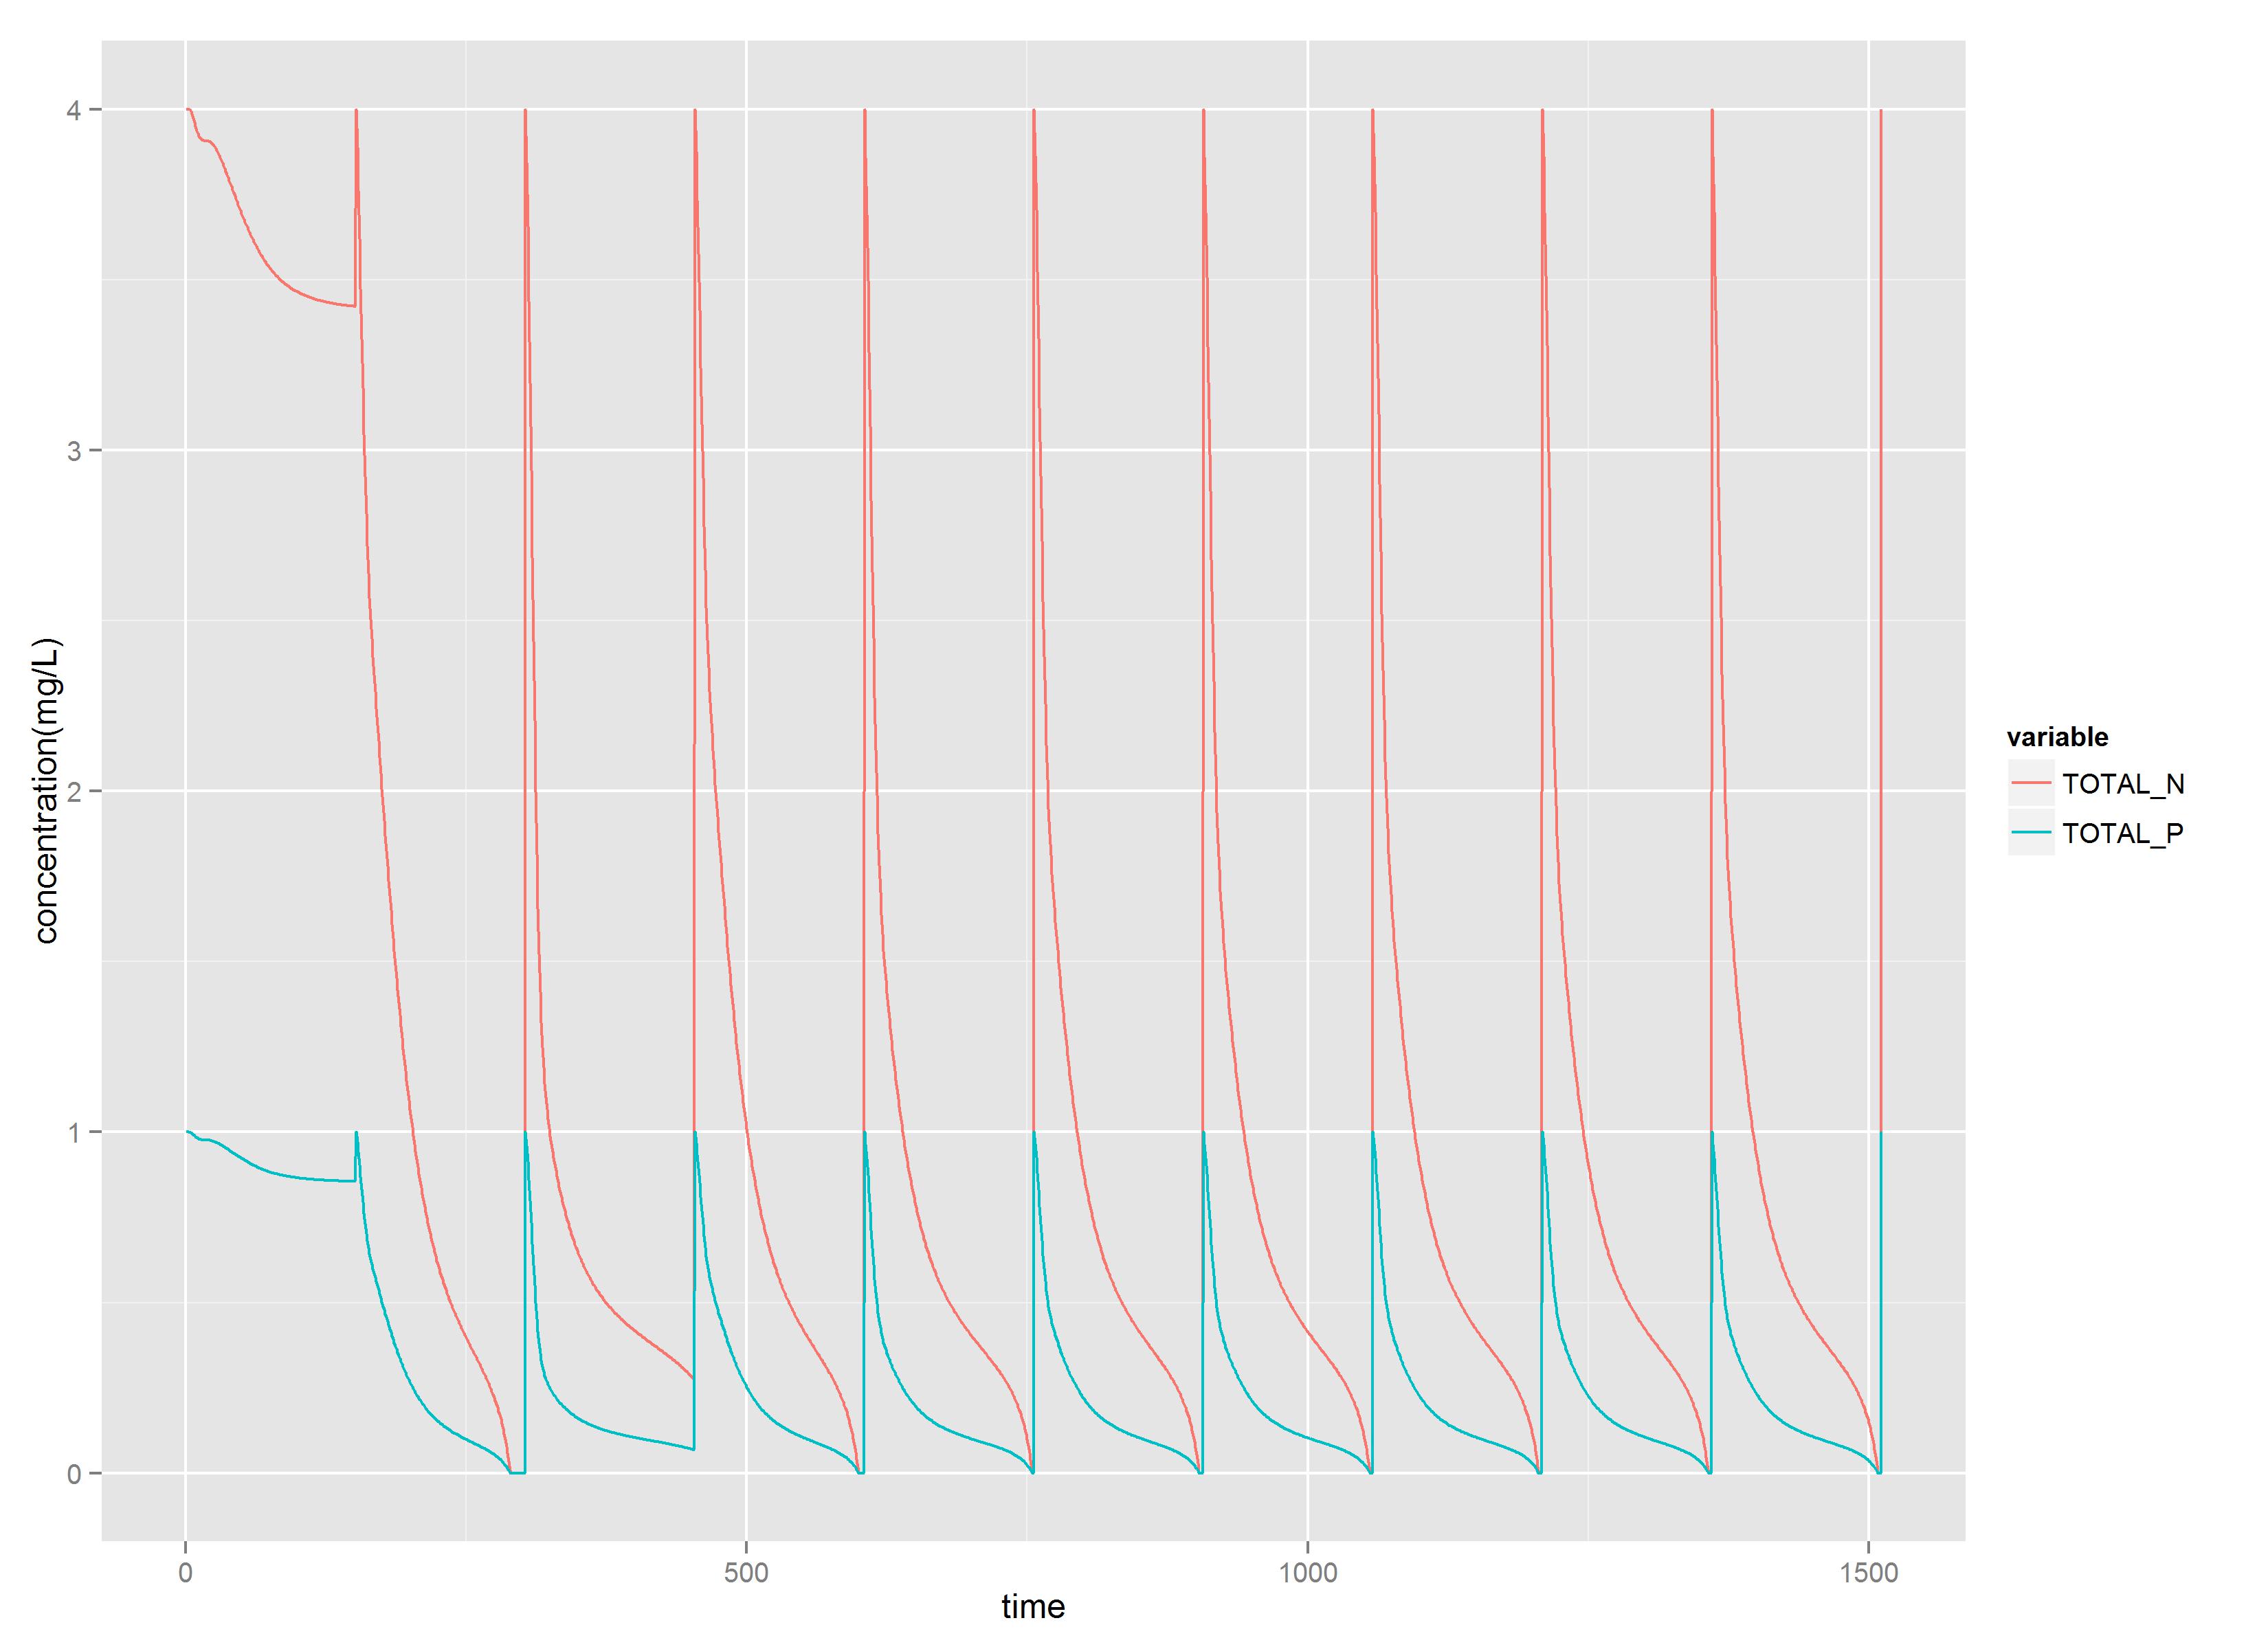 4
3
2
1
0
concentration(mg/L)
0 500 1000 1500
time
variable
TOTAL_N
TOTAL_P